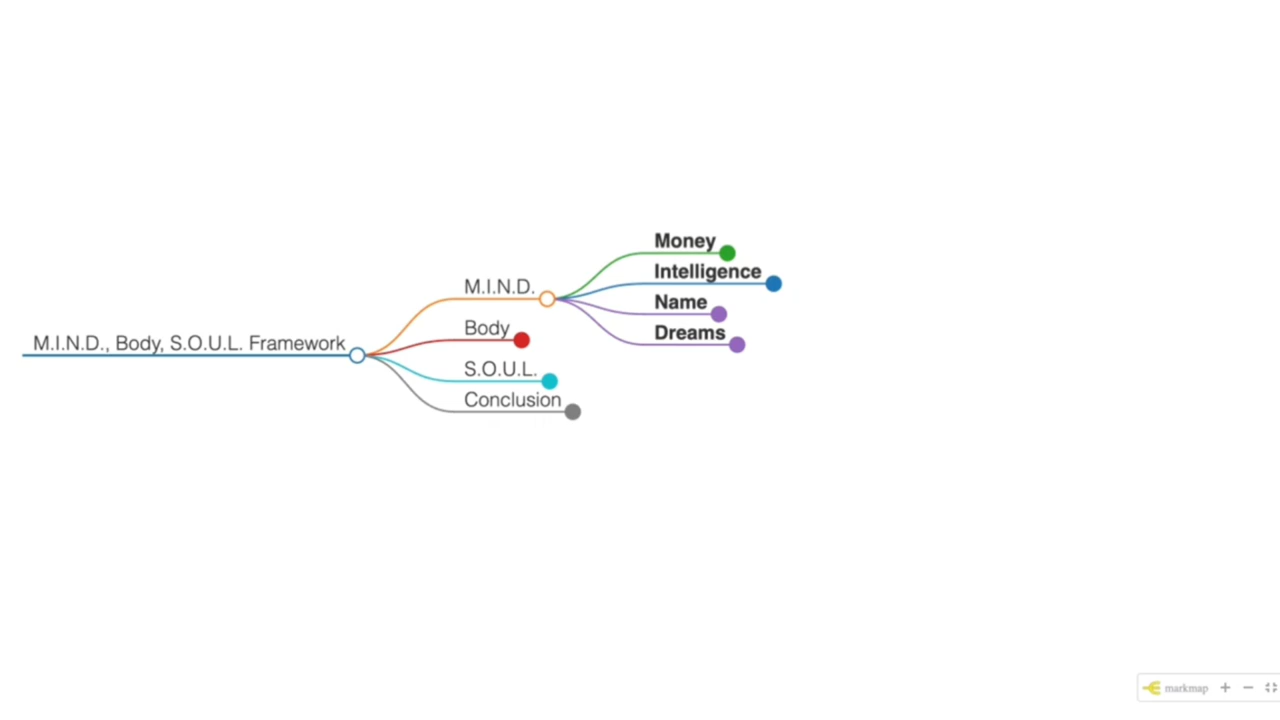 M.I.N.D., Body, S.O.U.L. Framework
M.I.N.D.
Money
Intelligence
Name
Dreams
Body
S.O.U.L.
Conclusion
markmap + −